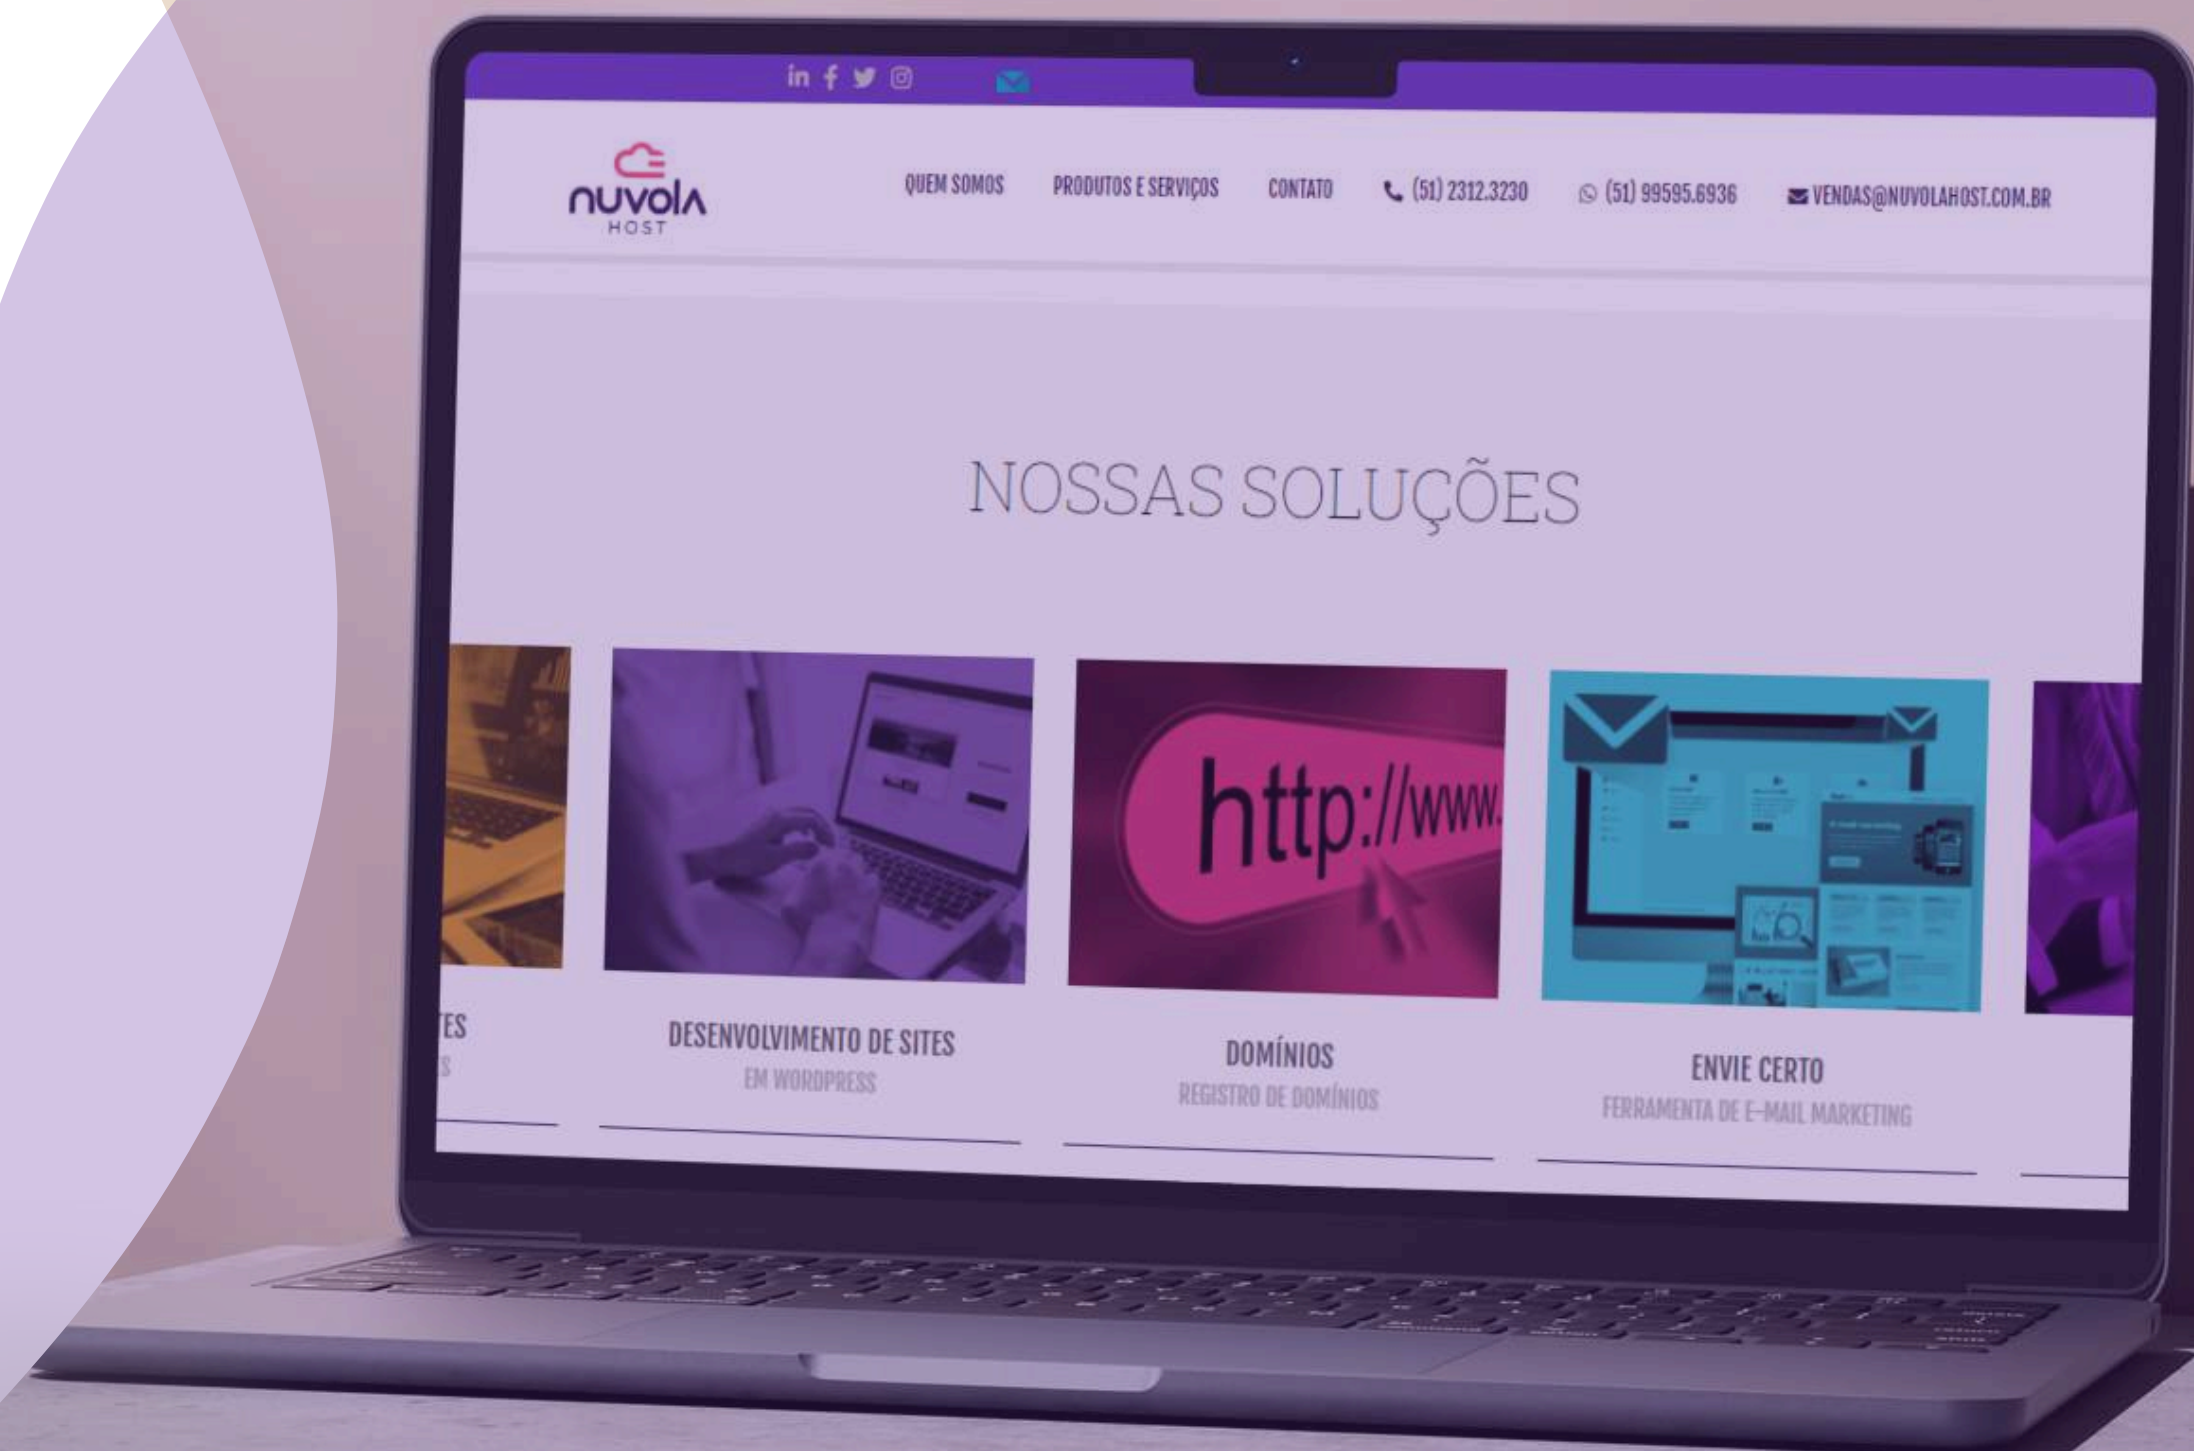 in f
nuvola
HOST
QUEM SOMOS
PRODUTOS E SERVIÇOS
CONTATO
(51) 2312.3230
(51) 99595.6936
VENDAS@NUVOLAHOST.COM.BR
NOSSAS SOLUÇÕES
http://www.
TES
S
DESENVOLVIMENTO DE SITES
EM WORDPRESS
DOMÍNIOS
REGISTRO DE DOMÍNIOS
ENVIE CERTO
FERRAMENTA DE E-MAIL MARKETING